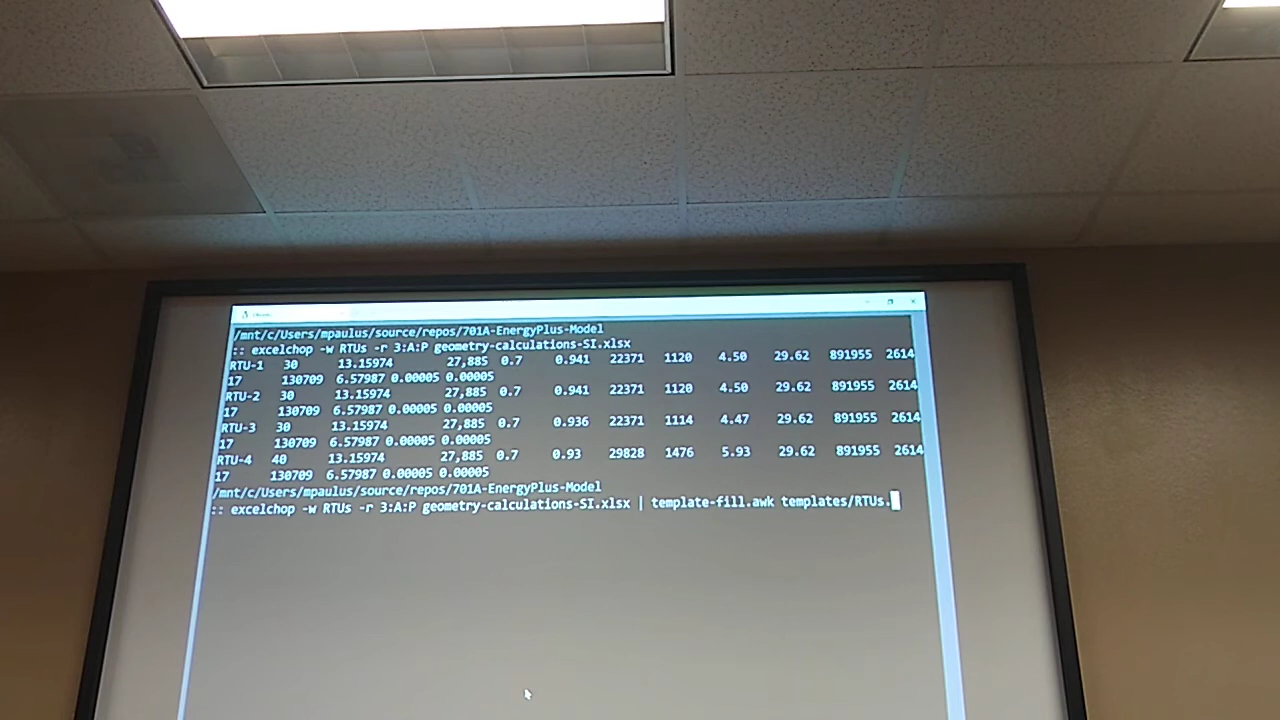 /mnt/c/Users/mpaulus/source/repos/701A-EnergyPlus-Model
:: excelchop -w RTUs -r 3:A:P geometry-calculations-SI.xlsx
RTU-1 30 13.15974 27,885 0.7 0.941 22371 1120 4.50 29.62 891955 2614
17 130709 6.57987 0.00005 0.00005
RTU-2 30 13.15974 27,885 0.7 0.941 22371 1120 4.50 29.62 891955 2614
17 130709 6.57987 0.00005 0.00005
RTU-3 30 13.15974 27,885 0.7 0.936 22371 1114 4.47 29.62 891955 2614
17 130709 6.57987 0.00005 0.00005
RTU-4 40 13.15974 27,885 0.7 0.93 29828 1476 5.93 29.62 891955 2614
17 130709 6.57987 0.00005 0.00005
/mnt/c/Users/mpaulus/source/repos/701A-EnergyPlus-Model
:: excelchop -w RTUs -r 3:A:P geometry-calculations-SI.xlsx | template-fill.awk templates/RTUs.